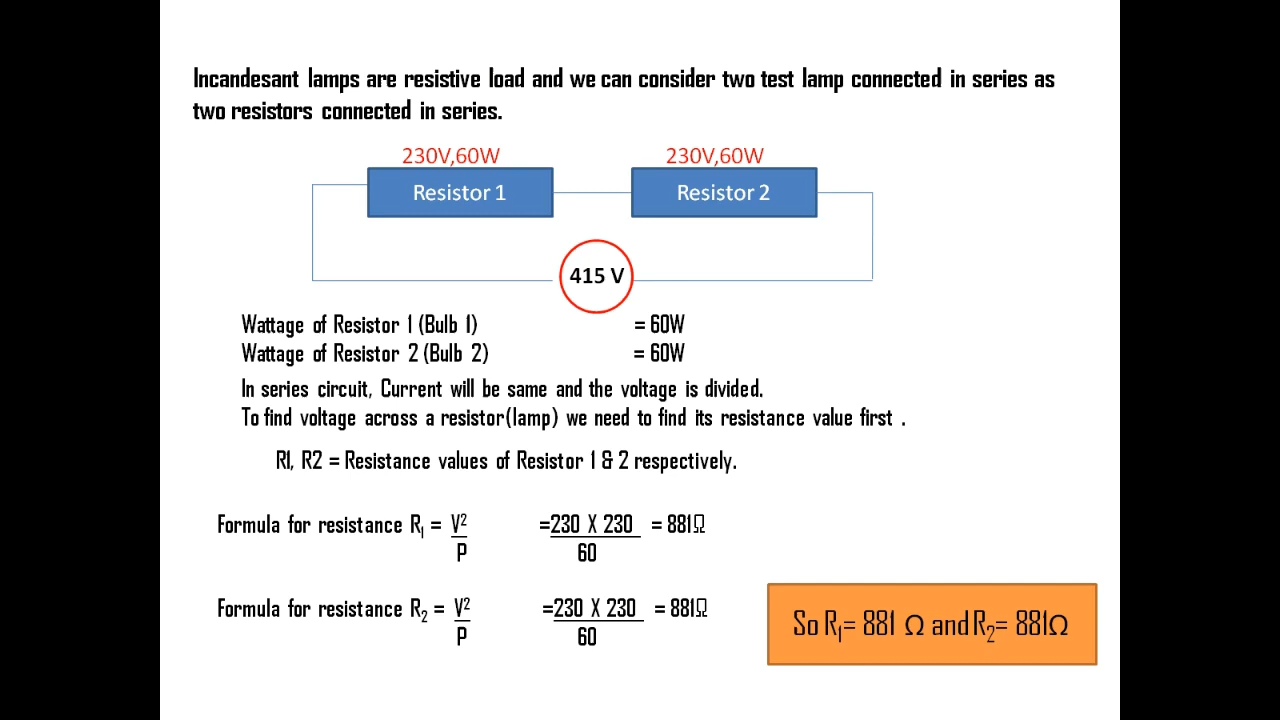 Incandesant lamps are resistive load and we can consider two test lamp connected in series as
two resistors connected in series.
230V,60W 230V,60W
Resistor 1 Resistor 2
415 V
Wattage of Resistor 1 (Bulb 1) = 60W
Wattage of Resistor 2 (Bulb 2) = 60W
In series circuit, Current will be same and the voltage is divided.
To find voltage across a resistor(lamp) we need to find its resistance value first .
R1, R2 = Resistance values of Resistor 1 & 2 respectively.
Formula for resistance R₁ = V² =230 X 230 = 881Ω
P 60
Formula for resistance R₂ = V² =230 X 230 = 881Ω
P 60
So R₁= 881 Ω and R₂= 881Ω